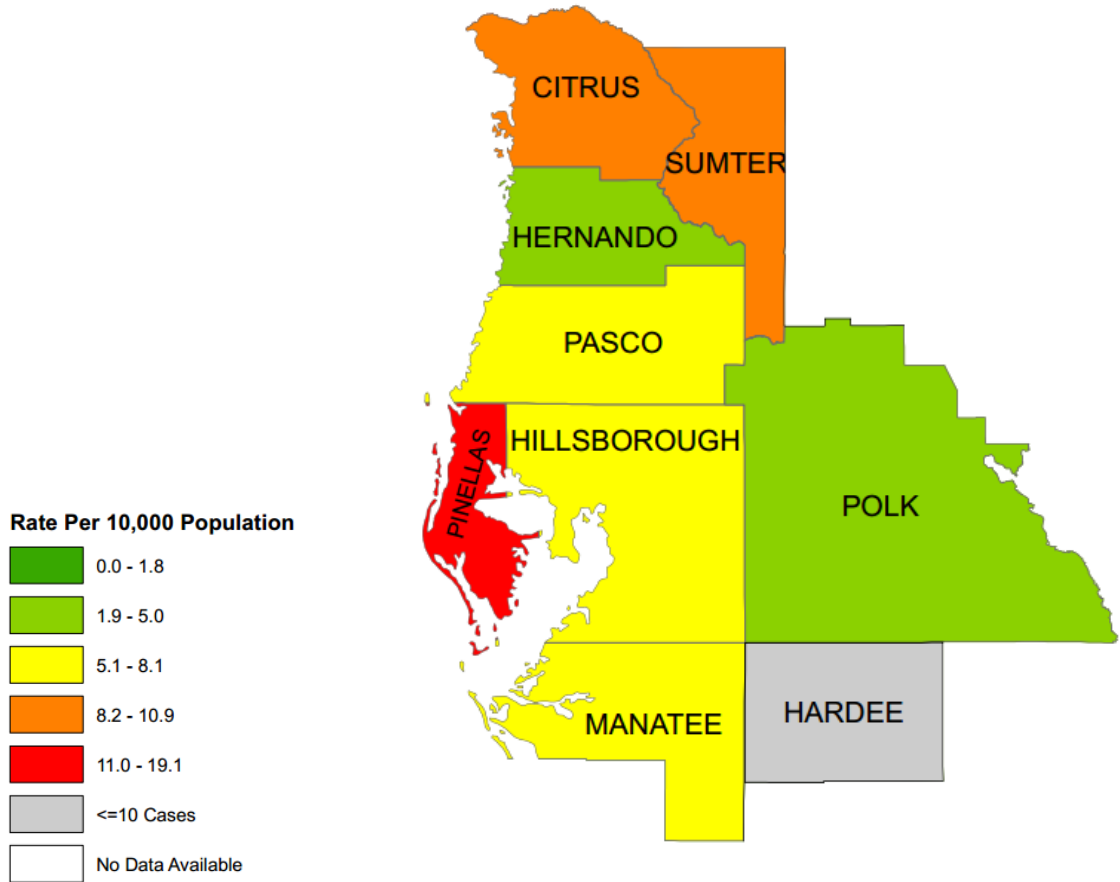 CITRUS
SUMTER
HERNANDO
PASCO
HILLSBOROUGH
PINELLAS
POLK
MANATEE
HARDEE
Rate Per 10,000 Population
0.0 - 1.8
1.9 - 5.0
5.1 - 8.1
8.2 - 10.9
11.0 - 19.1
<=10 Cases
No Data Available